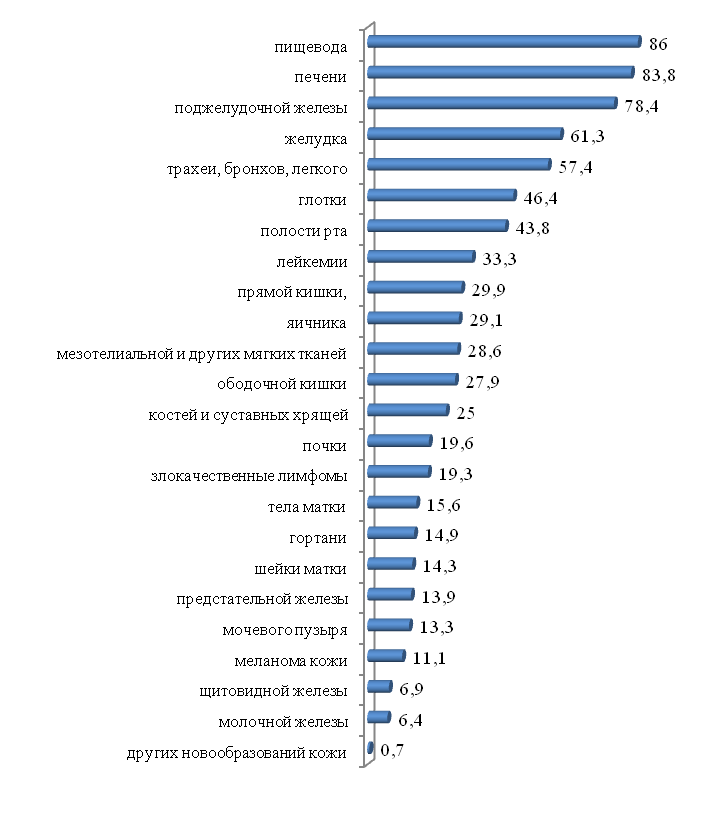 пищевода 86
печени 83,8
поджелудочной железы 78,4
желудка 61,3
трахеи, бронхов, легкого 57,4
глотки 46,4
полости рта 43,8
лейкемии 33,3
прямой кишки, 29,9
яичника 29,1
мезотелиальной и других мягких тканей 28,6
ободочной кишки 27,9
костей и суставных хрящей 25
почки 19,6
злокачественные лимфомы 19,3
тела матки 15,6
гортани 14,9
шейки матки 14,3
предстательной железы 13,9
мочевого пузыря 13,3
меланома кожи 11,1
щитовидной железы 6,9
молочной железы 6,4
других новообразований кожи 0,7